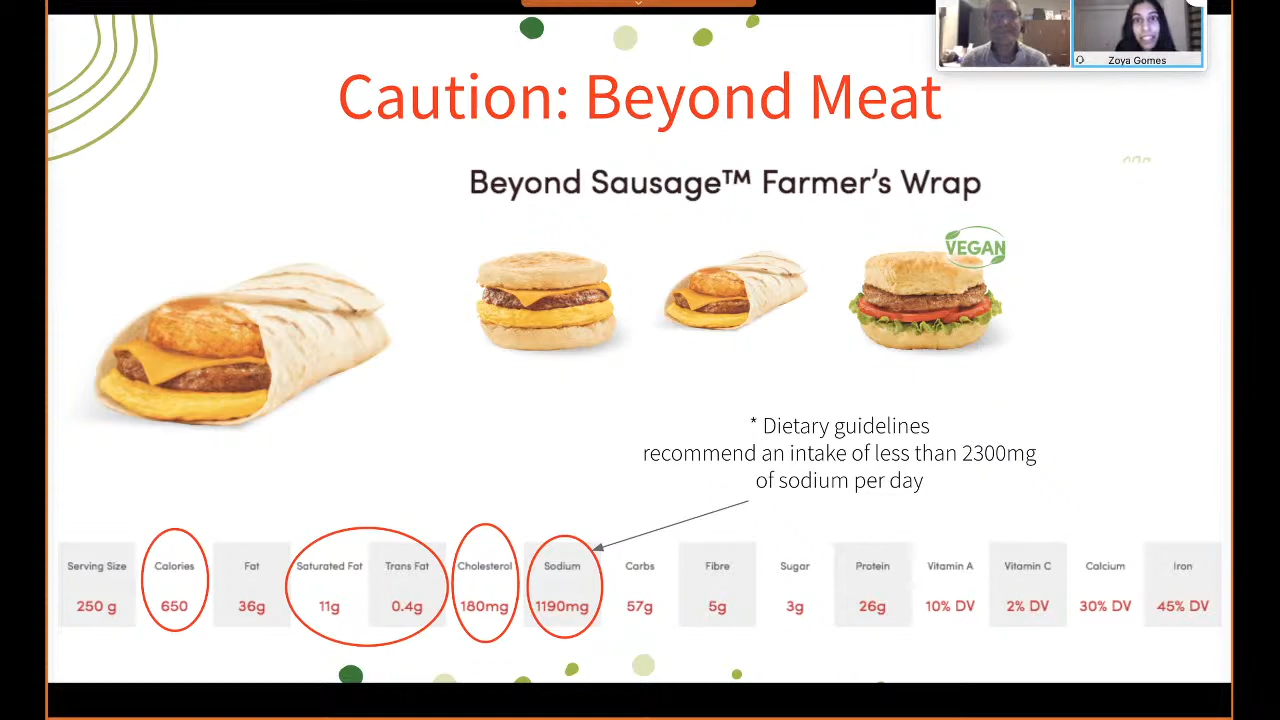 Zoya Gomes
Caution: Beyond Meat
Beyond Sausage™ Farmer's Wrap
VEGAN
* Dietary guidelines
recommend an intake of less than 2300mg
of sodium per day
Serving Size Calories Fat Saturated Fat Trans Fat Cholesterol Sodium Carbs Fibre Sugar Protein Vitamin A Vitamin C Calcium Iron
250 g 650 36g 11g 0.4g 180mg 1190mg 57g 5g 3g 26g 10% DV 2% DV 30% DV 45% DV